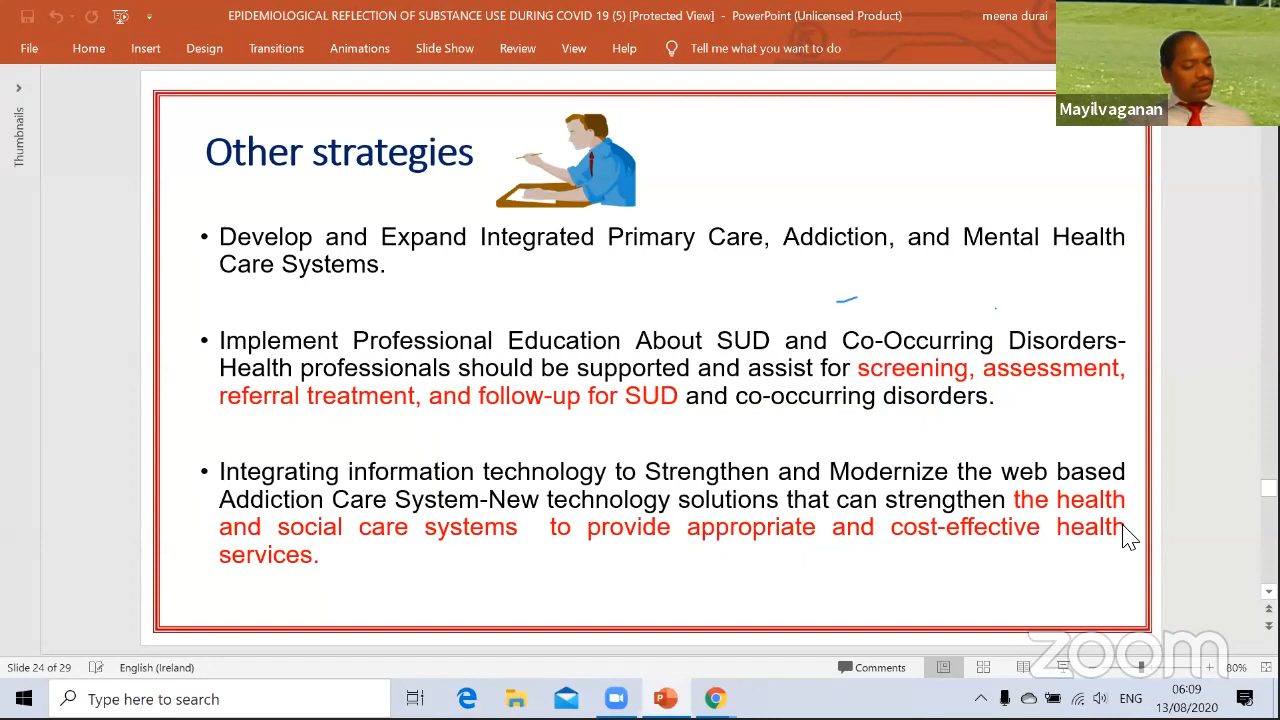 EPIDEMIOLOGICAL REFLECTION OF SUBSTANCE USE DURING COVID 19 (5) [Protected View] - PowerPoint (Unlicensed Product)
meena durai
File Home Insert Design Transitions Animations Slide Show Review View Help Tell me what you want to do
Mayilvaganan
Thumbnails
Other strategies
• Develop and Expand Integrated Primary Care, Addiction, and Mental Health
Care Systems.
• Implement Professional Education About SUD and Co-Occurring Disorders-
Health professionals should be supported and assist for screening, assessment,
referral treatment, and follow-up for SUD and co-occurring disorders.
• Integrating information technology to Strengthen and Modernize the web based
Addiction Care System-New technology solutions that can strengthen the health
and social care systems to provide appropriate and cost-effective health
services.
zoom
Slide 24 of 29 English (Ireland) Comments 80%
Type here to search
ENG
06:09
13/08/2020